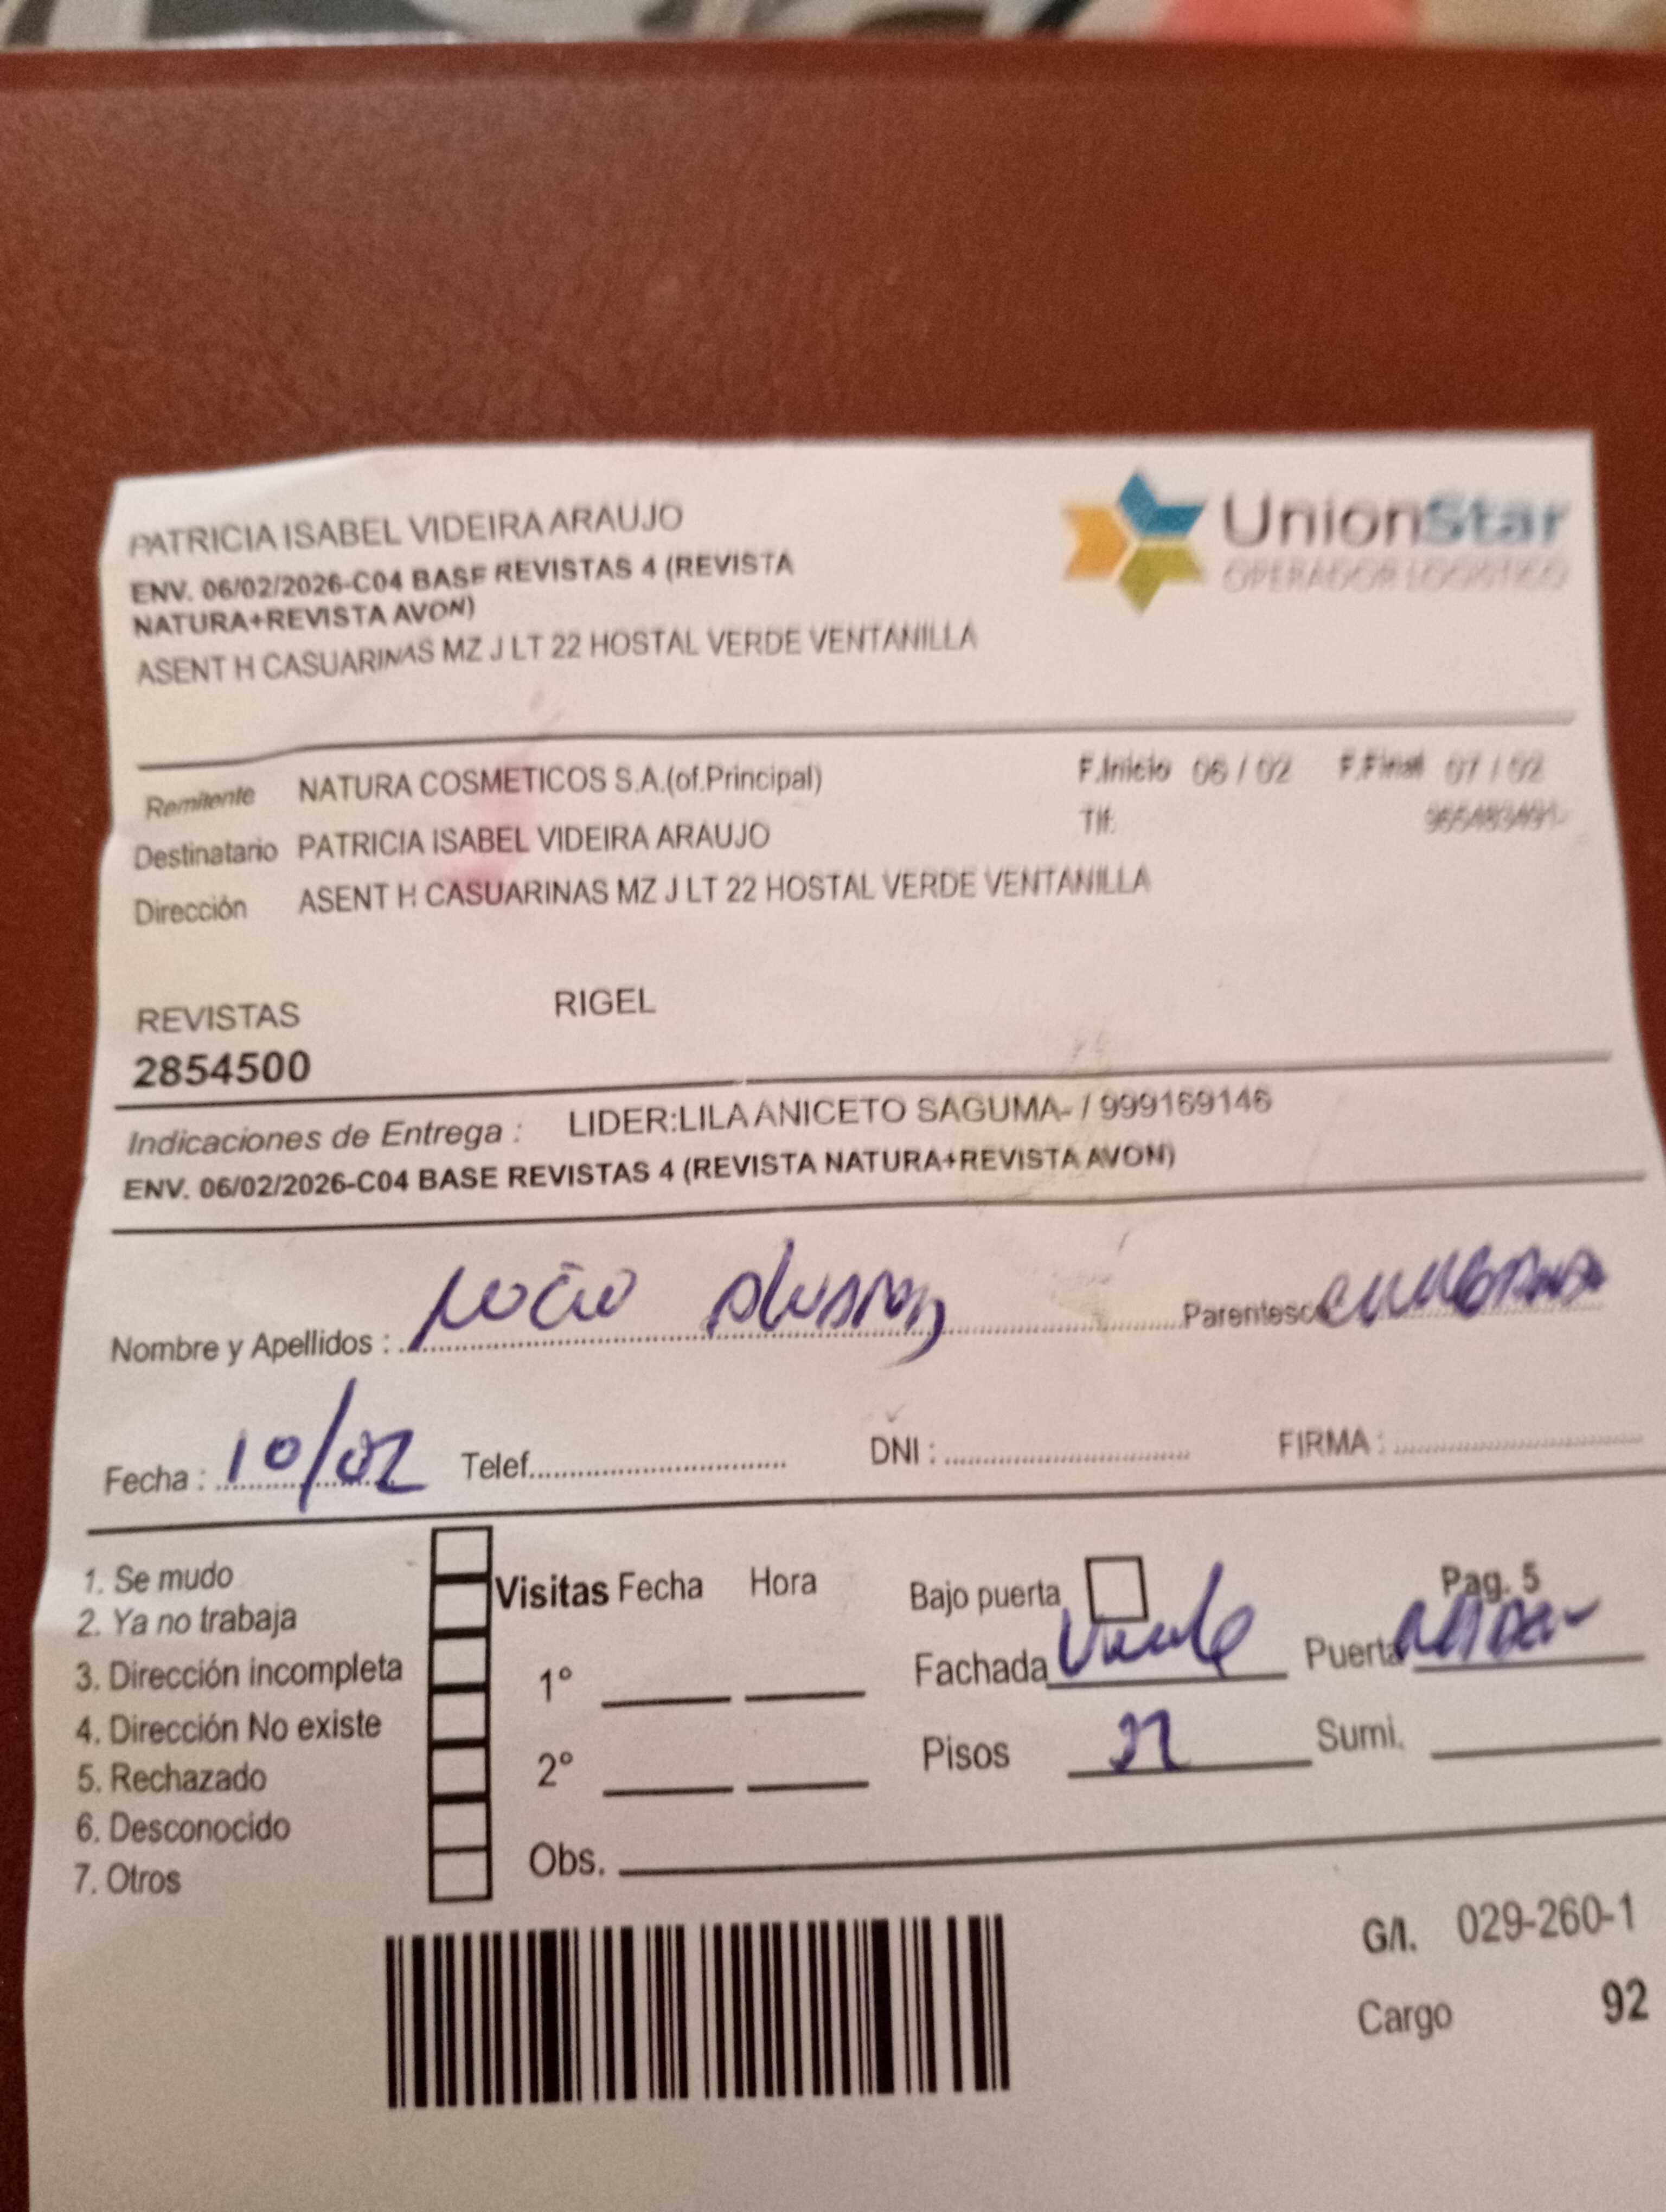 PATRICIA ISABEL VIDEIRA ARAUJO
UnionStar
OPERADOR LOGISTICO
ENV. 06/02/2026-C04 BASE REVISTAS 4 (REVISTA
NATURA+REVISTA AVON)
ASENT H CASUARINAS MZ J LT 22 HOSTAL VERDE VENTANILLA
Remitente NATURA COSMETICOS S.A.(of.Principal) F.Inicio 06 / 02 F.Final 07 / 02
Destinatario PATRICIA ISABEL VIDEIRA ARAUJO Tlf:
Dirección ASENT H CASUARINAS MZ J LT 22 HOSTAL VERDE VENTANILLA
REVISTAS RIGEL
2854500
Indicaciones de Entrega : LIDER:LILA ANICETO SAGUMA- / 999169146
ENV. 06/02/2026-C04 BASE REVISTAS 4 (REVISTA NATURA+REVISTA AVON)
Nombre y Apellidos : Rocio Parentesco
Fecha : 10/02 Telef. DNI : FIRMA :
1. Se mudo
2. Ya no trabaja
3. Dirección incompleta
4. Dirección No existe
5. Rechazado
6. Desconocido
7. Otros
Visitas Fecha Hora
1°
2°
Obs.
Bajo puerta Pag. 5
Fachada Verde Puerta
Pisos Sumi.
G/I. 029-260-1
Cargo 92